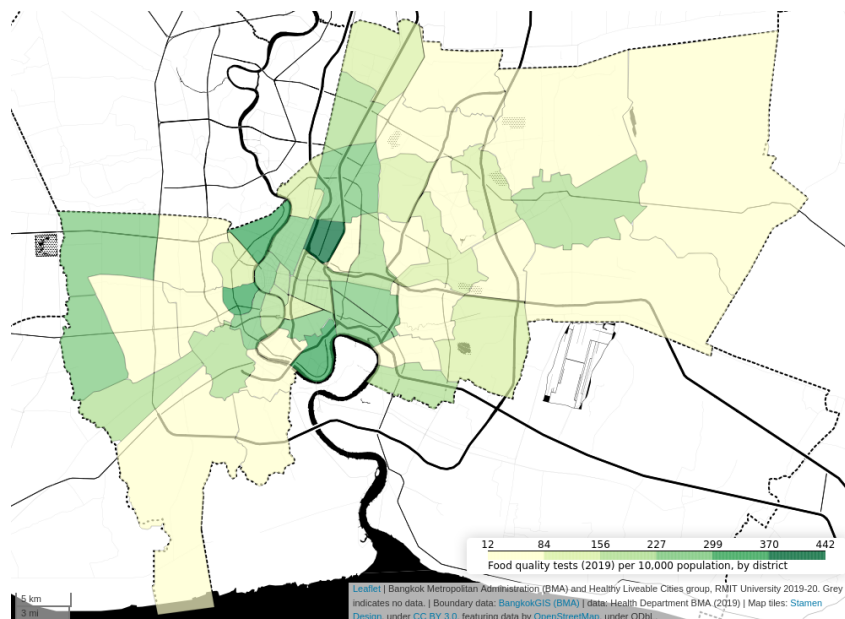 12 84 156 227 299 370 442
Food quality tests (2019) per 10,000 population, by district
5 km
3 mi
Leaflet | Bangkok Metropolitan Administration (BMA) and Healthy Liveable Cities group, RMIT University 2019-20. Grey
indicates no data. | Boundary data: BangkokGIS (BMA) | data: Health Department BMA (2019) | Map tiles: Stamen
Design, under CC BY 3.0, featuring data by OpenStreetMap, under ODbL